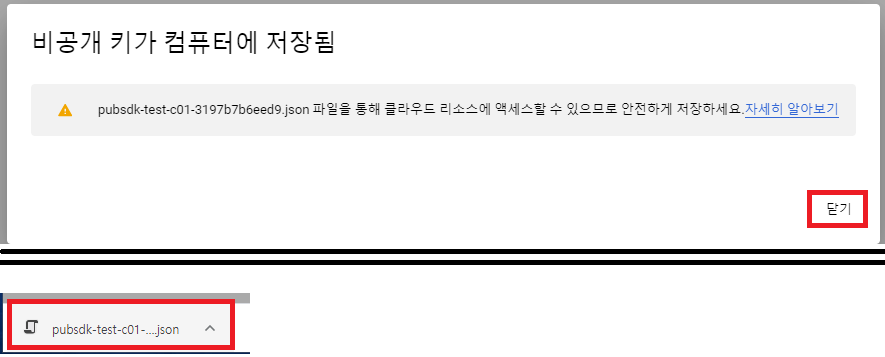 비공개 키가 컴퓨터에 저장됨
pubsdk-test-c01-3197b7b6eed9.json 파일을 통해 클라우드 리소스에 액세스할 수 있으므로 안전하게 저장하세요.자세히 알아보기
닫기
pubsdk-test-c01-....json